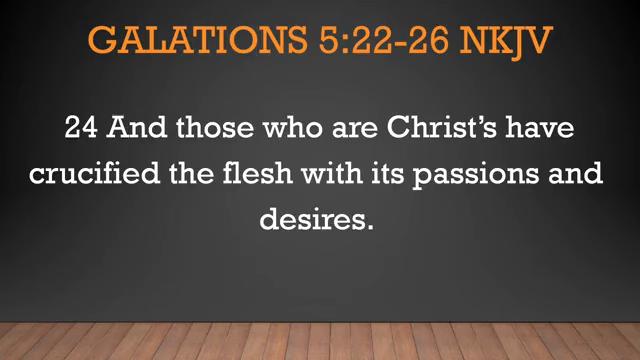 GALATIONS 5:22-26 NKJV
24 And those who are Christ's have
crucified the flesh with its passions and
desires.